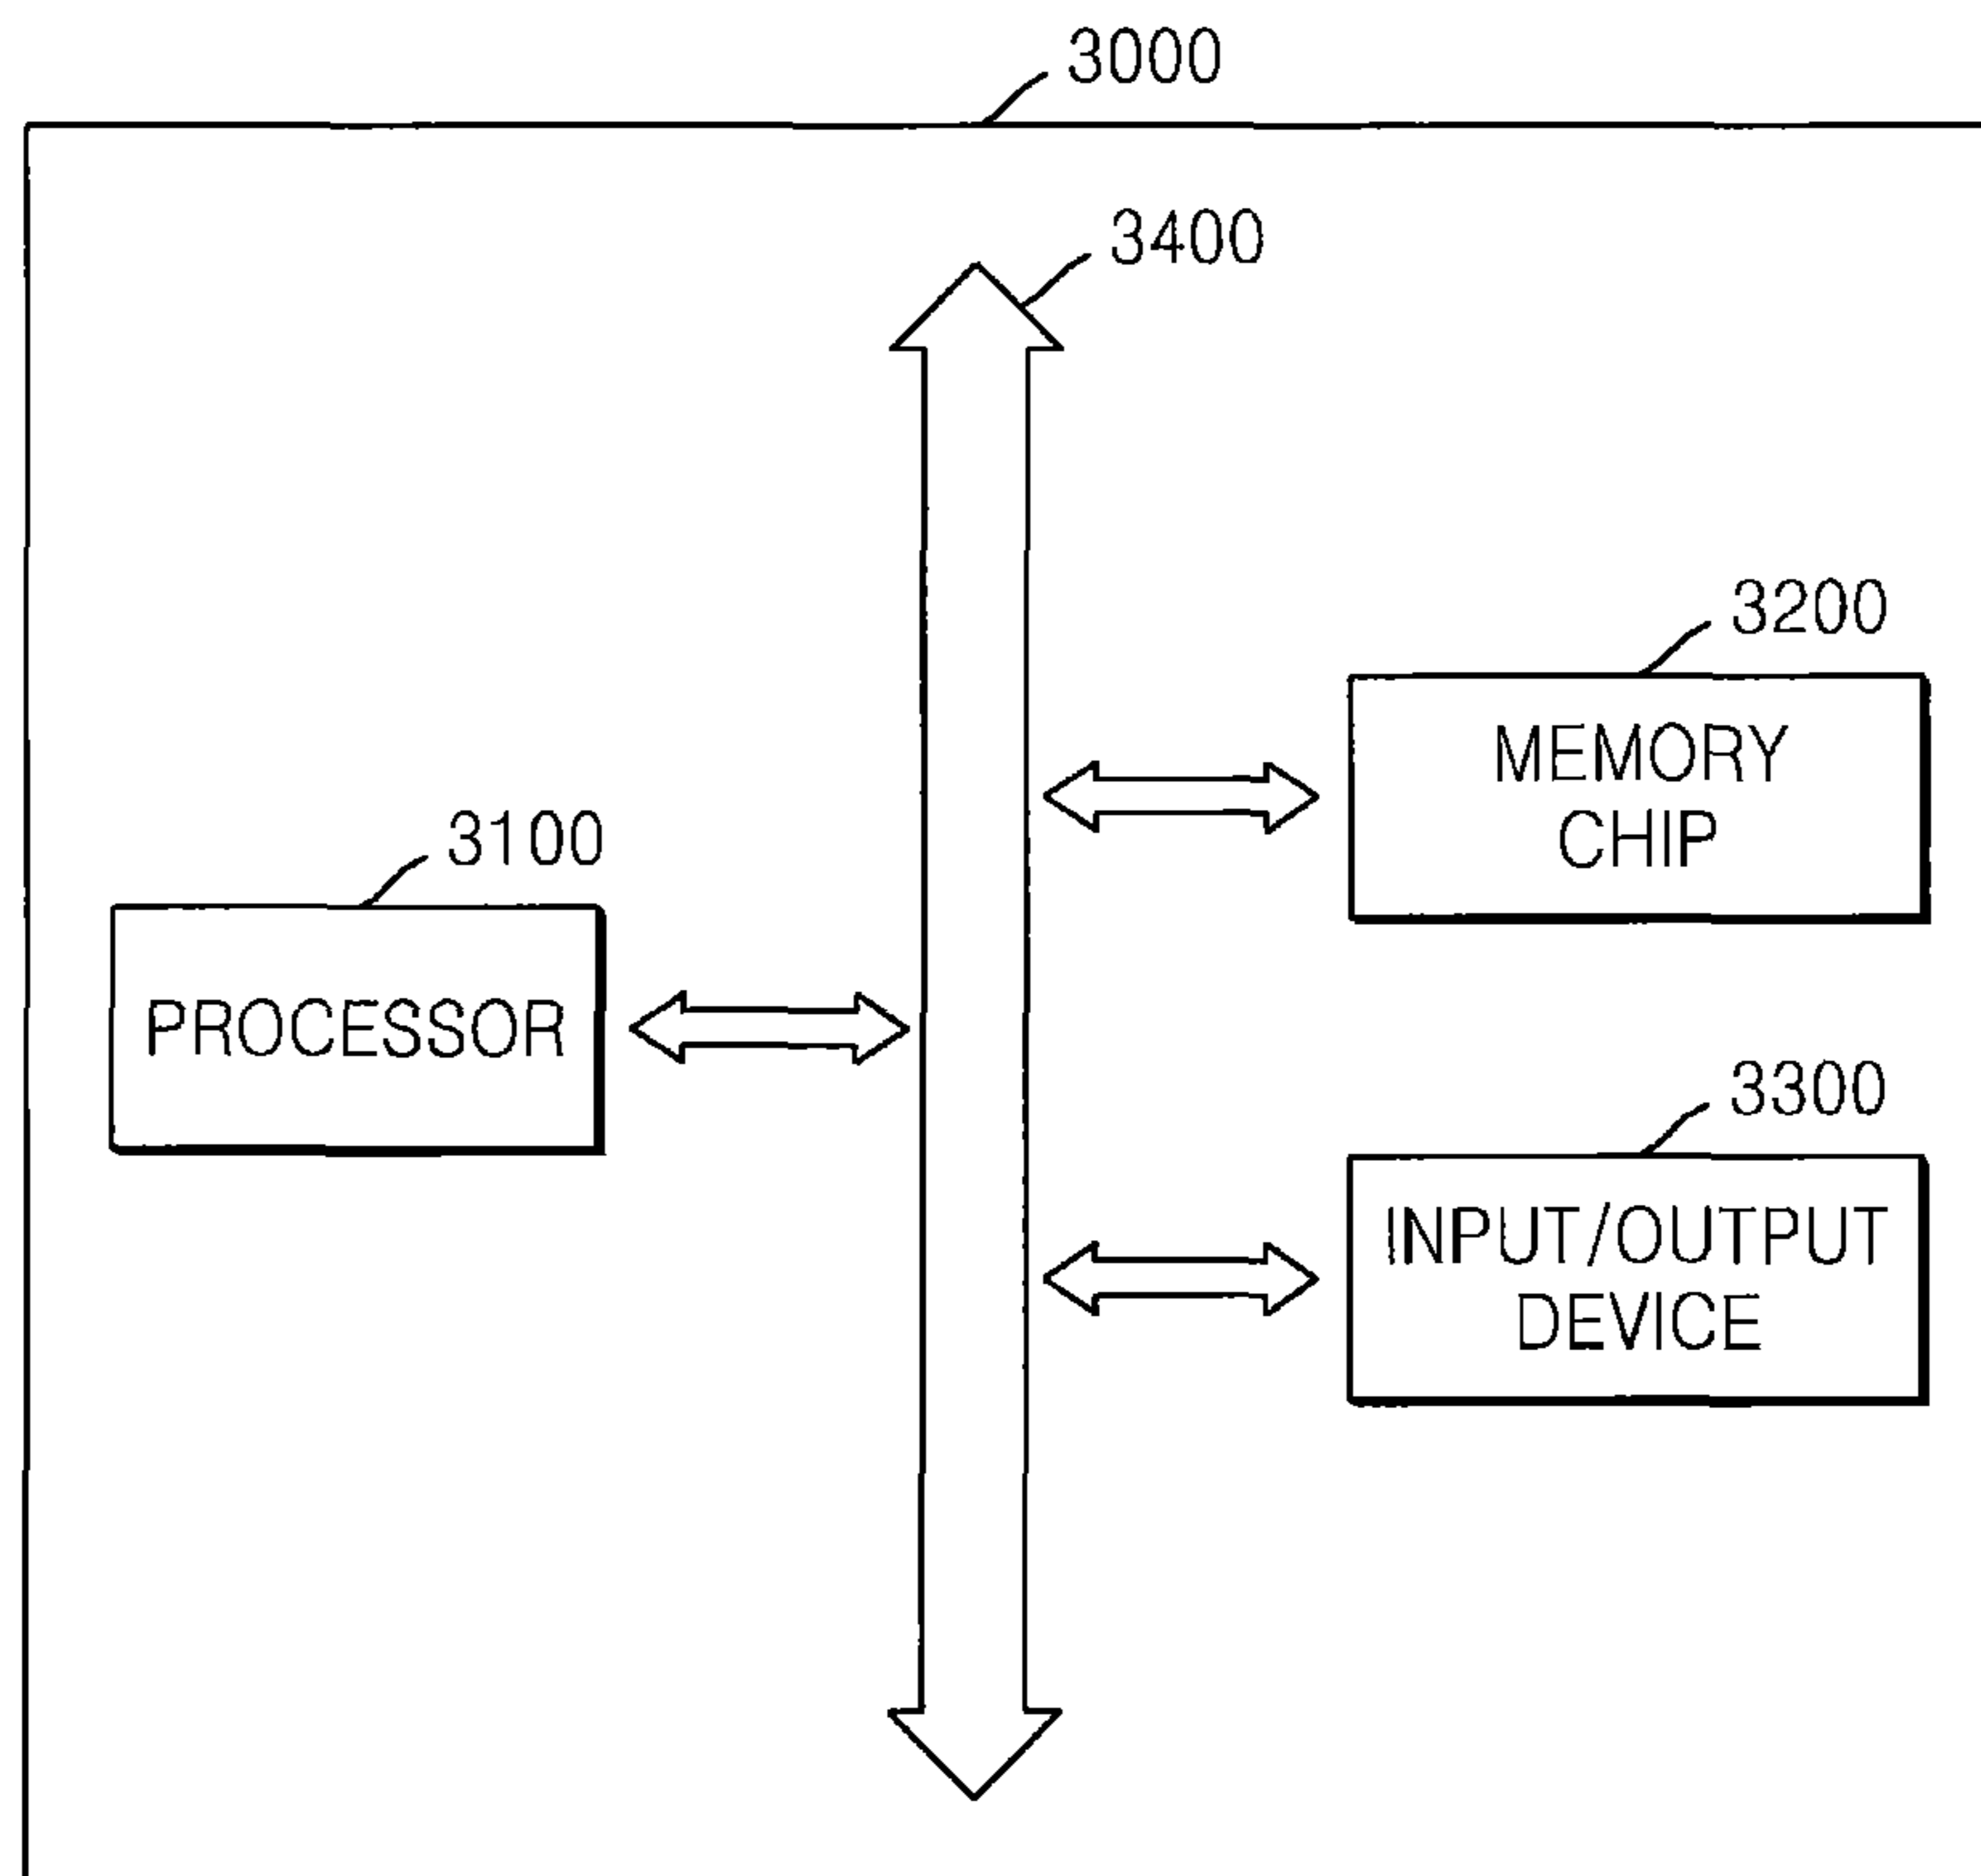 3000
3400
3200
MEMORY
CHIP
3100
PROCESSOR
3300
INPUT/OUTPUT
DEVICE